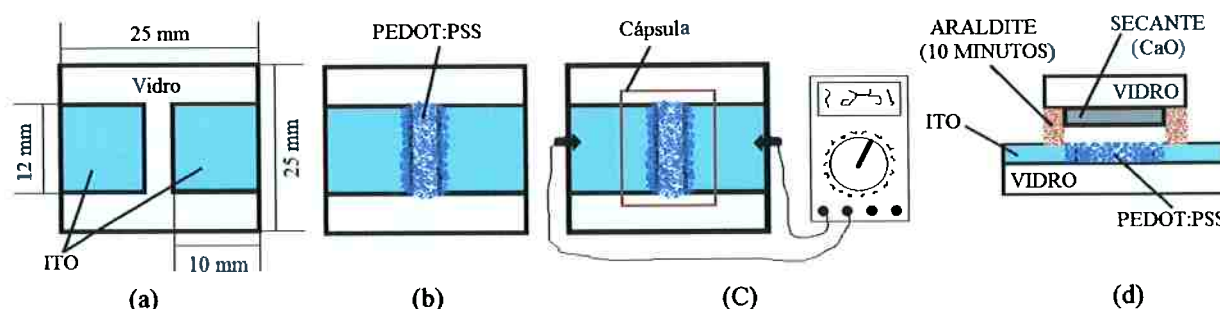 25 mm
Vidro
12 mm
25 mm
ITO
10 mm
(a)
PEDOT:PSS
(b)
Cápsula
(C)
ARALDITE
(10 MINUTOS)
SECANTE
(CaO)
VIDRO
ITO
VIDRO
PEDOT:PSS
(d)